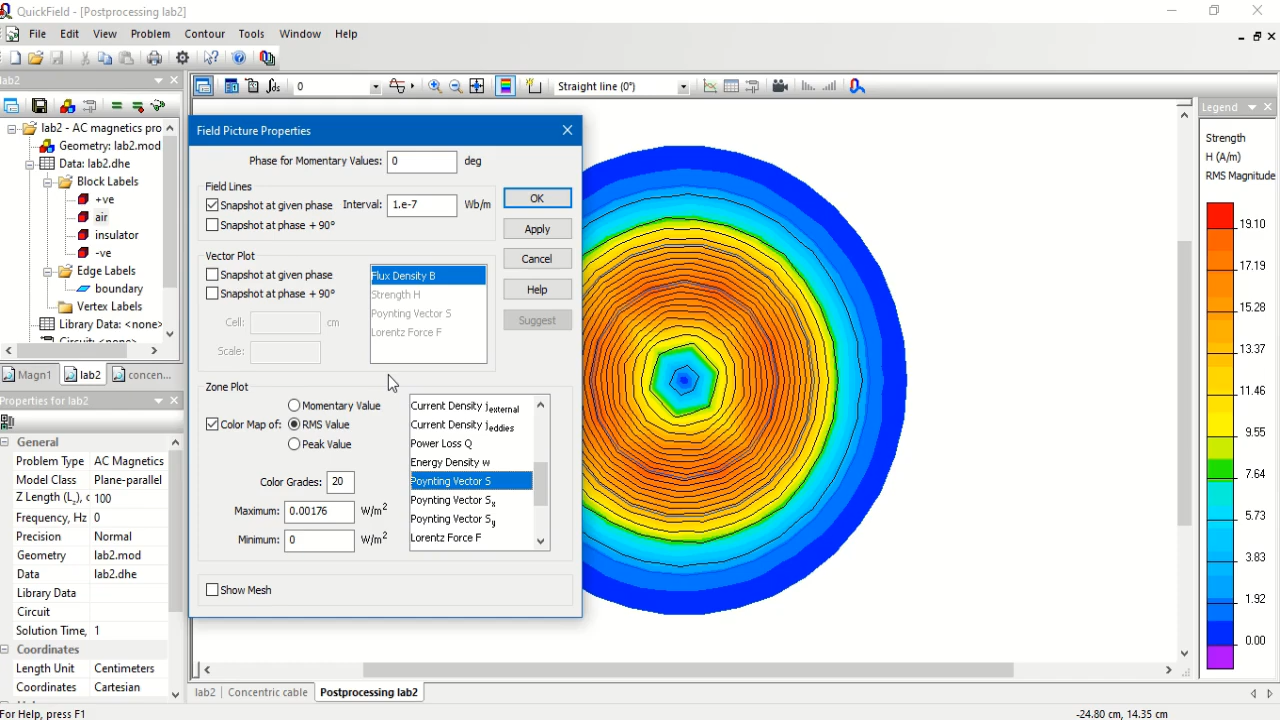 QuickField - [Postprocessing lab2]
File Edit View Problem Contour Tools Window Help
lab2
0
Straight line (0°)
lab2 - AC magnetics pro
Geometry: lab2.mod
Data: lab2.dhe
Block Labels
+ve
air
insulator
-ve
Edge Labels
boundary
Vertex Labels
Library Data: <none>
Circuit: <none>
Magn1 lab2 concen...
Properties for lab2
General
Problem Type AC Magnetics
Model Class Plane-parallel
Z Length (L_z), c 100
Frequency, Hz 0
Precision Normal
Geometry lab2.mod
Data lab2.dhe
Library Data
Circuit
Solution Time, 1
Coordinates
Length Unit Centimeters
Coordinates Cartesian
Field Picture Properties
Phase for Momentary Values: 0 deg
Field Lines
Snapshot at given phase Interval: 1.e-7 Wb/m
Snapshot at phase + 90°
OK
Apply
Cancel
Help
Suggest
Vector Plot
Snapshot at given phase
Snapshot at phase + 90°
Cell: cm
Scale:
Flux Density B
Strength H
Poynting Vector S
Lorentz Force F
Zone Plot
Color Map of:
Momentary Value
RMS Value
Peak Value
Color Grades: 20
Maximum: 0.00176 W/m²
Minimum: 0 W/m²
Current Density jexternal
Current Density jeddies
Power Loss Q
Energy Density w
Poynting Vector S
Poynting Vector Sx
Poynting Vector Sy
Lorentz Force F
Show Mesh
Legend
Strength
H (A/m)
RMS Magnitude
19.10
17.19
15.28
13.37
11.46
9.55
7.64
5.73
3.83
1.92
0.00
lab2 Concentric cable Postprocessing lab2
For Help, press F1
-24.80 cm, 14.35 cm